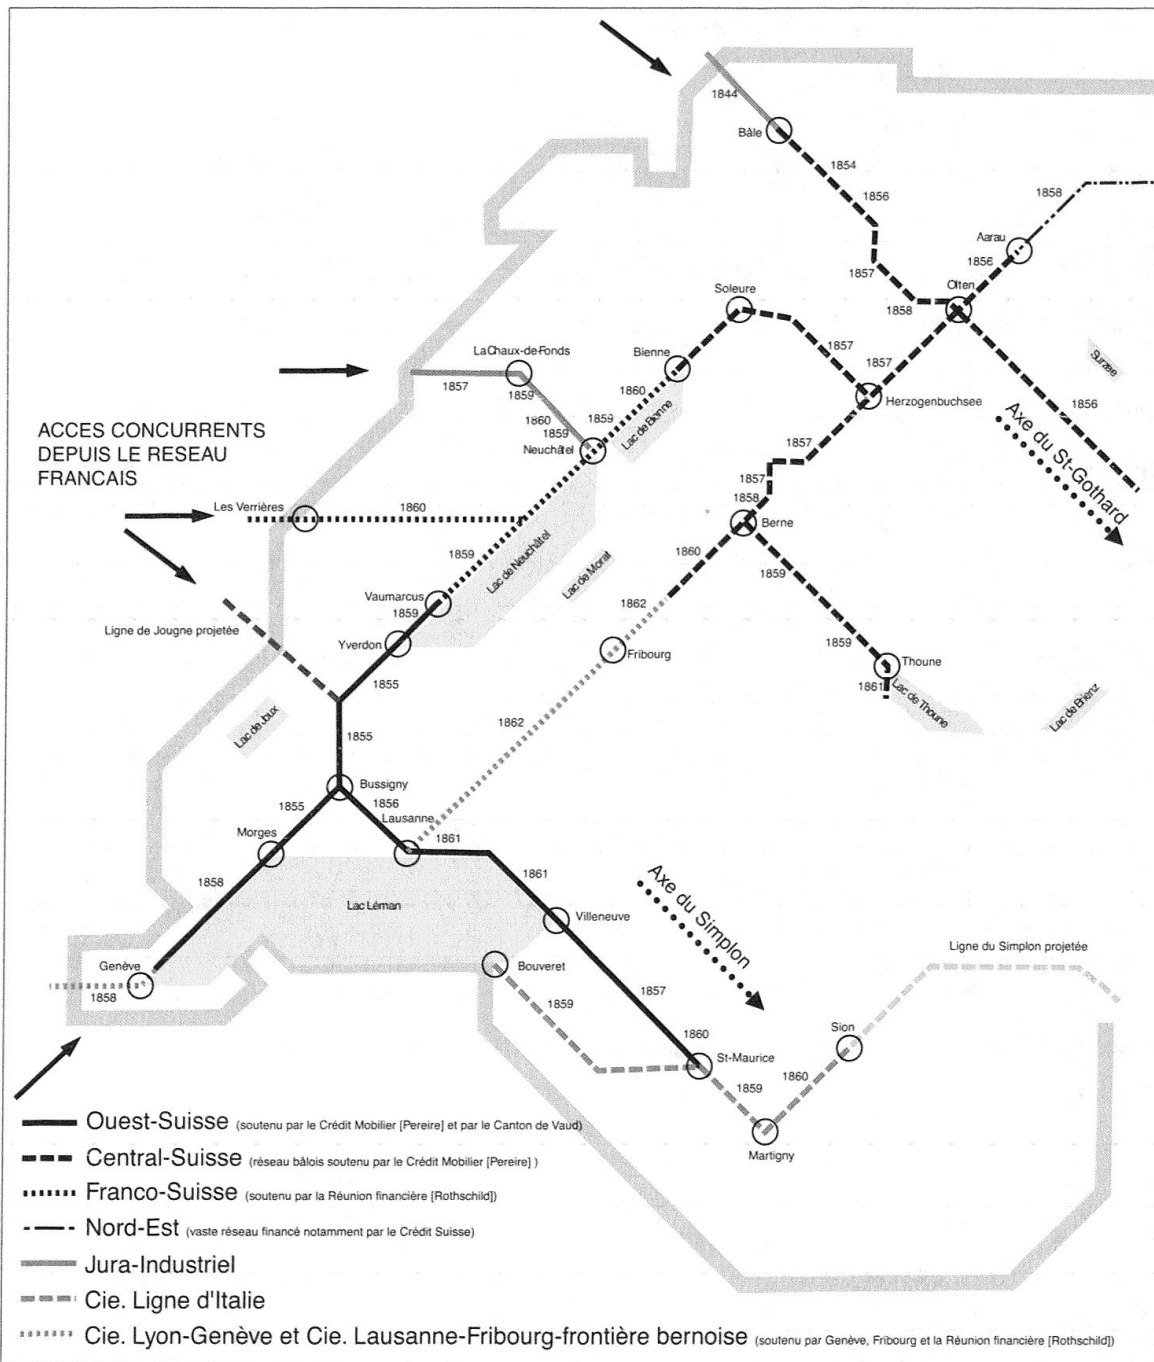 1844
Bâle
1854
1856
1858
Aarau
1856
1857
Olten
1858
Soleure
1857
1857
Surzee
La Chaux-de-Fonds
Bienne
1857
1859
1860
1860
1859
1859
Neuchâtel
Lac de Bienne
Herzogenbuchsee
1856
Axe du St-Gothard
ACCES CONCURRENTS
DEPUIS LE RESEAU
FRANCAIS
1857
1857
1858
Les Verrières
1860
Berne
1859
Lac de Neuchâtel
Lac de Morat
1860
1859
Vaumarcus
1859
1862
Ligne de Jougne projetée
Yverdon
Fribourg
1859
Thoune
1855
1861
Lac de Thoune
Lac de Brienz
Lac de Joux
1862
1855
Bussigny
1855
1856
Lausanne
Morges
1861
1861
1858
Lac Léman
Axe du Simplon
Villeneuve
Ligne du Simplon projetée
Genève
Bouveret
1858
1859
1857
Sion
1860
St-Maurice
1859
1860
Martigny
Ouest-Suisse (soutenu par le Crédit Mobilier [Pereire] et par le Canton de Vaud)
Central-Suisse (réseau bâlois soutenu par le Crédit Mobilier [Pereire] )
Franco-Suisse (soutenu par la Réunion financière [Rothschild])
Nord-Est (vaste réseau financé notamment par le Crédit Suisse)
Jura-Industriel
Cie. Ligne d'Italie
Cie. Lyon-Genève et Cie. Lausanne-Fribourg-frontière bernoise (soutenu par Genève, Fribourg et la Réunion financière [Rothschild])